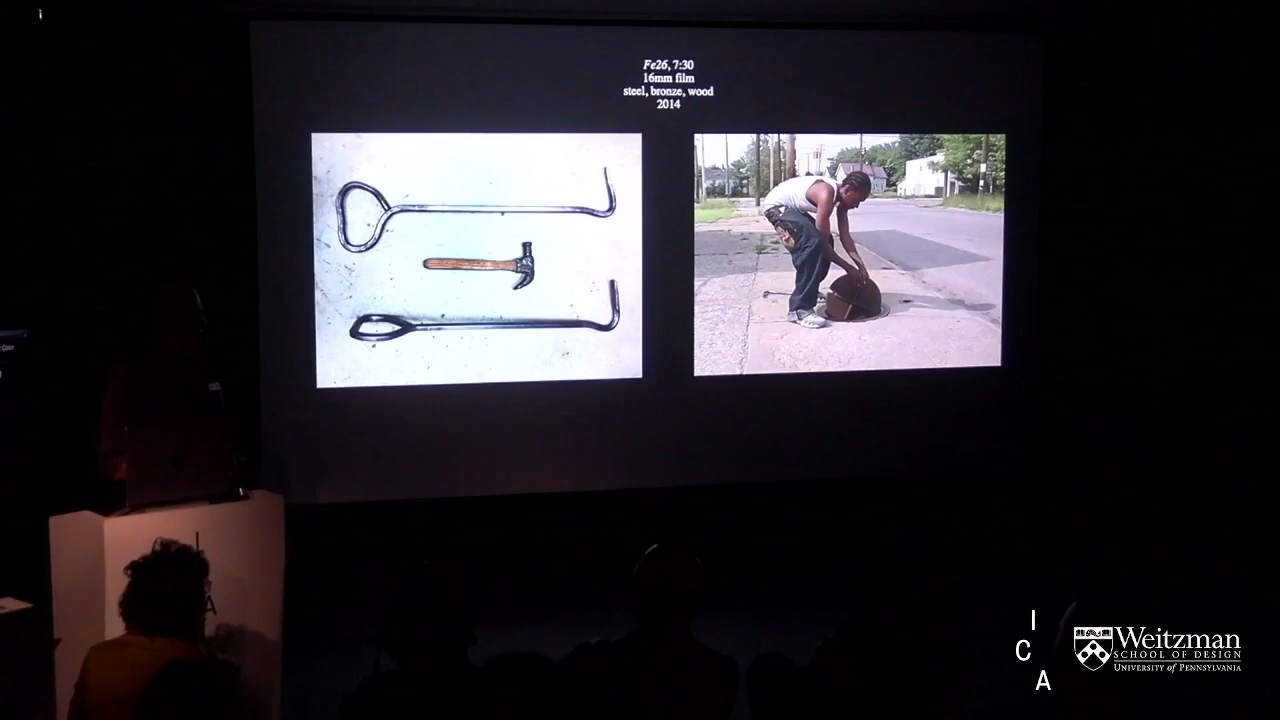 Fe26, 7:30
16mm film
steel, bronze, wood
2014
I
C
A
Weitzman
SCHOOL OF DESIGN
UNIVERSITY OF PENNSYLVANIA
A